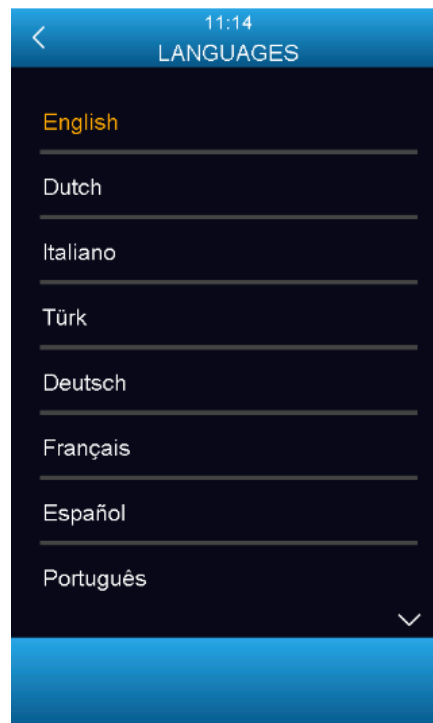 11:14
LANGUAGES
English
Dutch
Italiano
Türk
Deutsch
Français
Español
Português